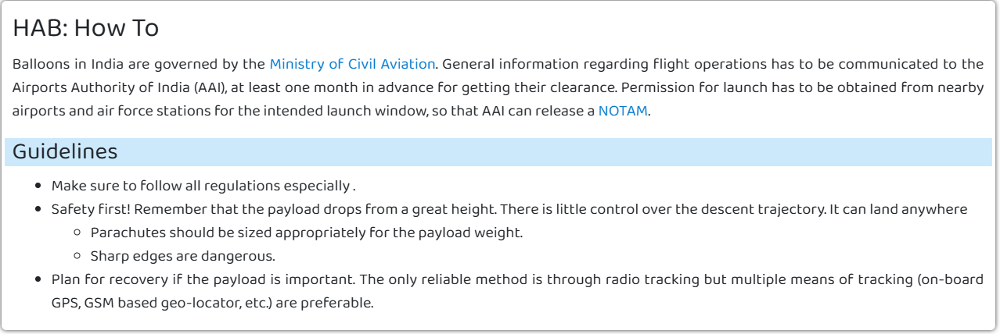 HAB: How To
Balloons in India are governed by the Ministry of Civil Aviation. General information regarding flight operations has to be communicated to the
Airports Authority of India (AAI), at least one month in advance for getting their clearance. Permission for launch has to be obtained from nearby
airports and air force stations for the intended launch window, so that AAI can release a NOTAM.
Guidelines
• Make sure to follow all regulations especially .
• Safety first! Remember that the payload drops from a great height. There is little control over the descent trajectory. It can land anywhere
◦ Parachutes should be sized appropriately for the payload weight.
◦ Sharp edges are dangerous.
• Plan for recovery if the payload is important. The only reliable method is through radio tracking but multiple means of tracking (on-board
GPS, GSM based geo-locator, etc.) are preferable.